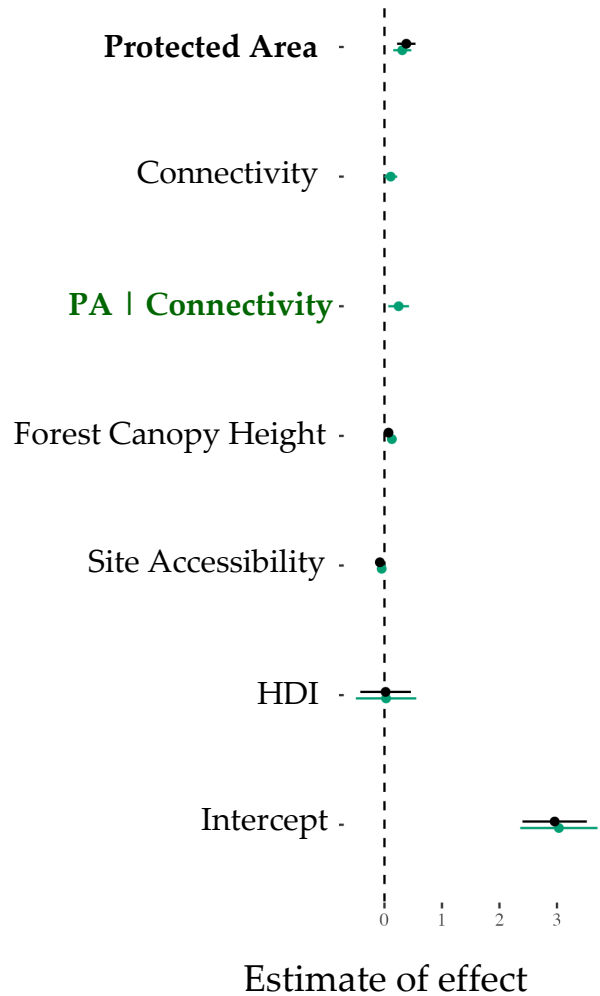 Protected Area
Connectivity
PA | Connectivity
Forest Canopy Height
Site Accessibility
HDI
Intercept
0 1 2 3
Estimate of effect